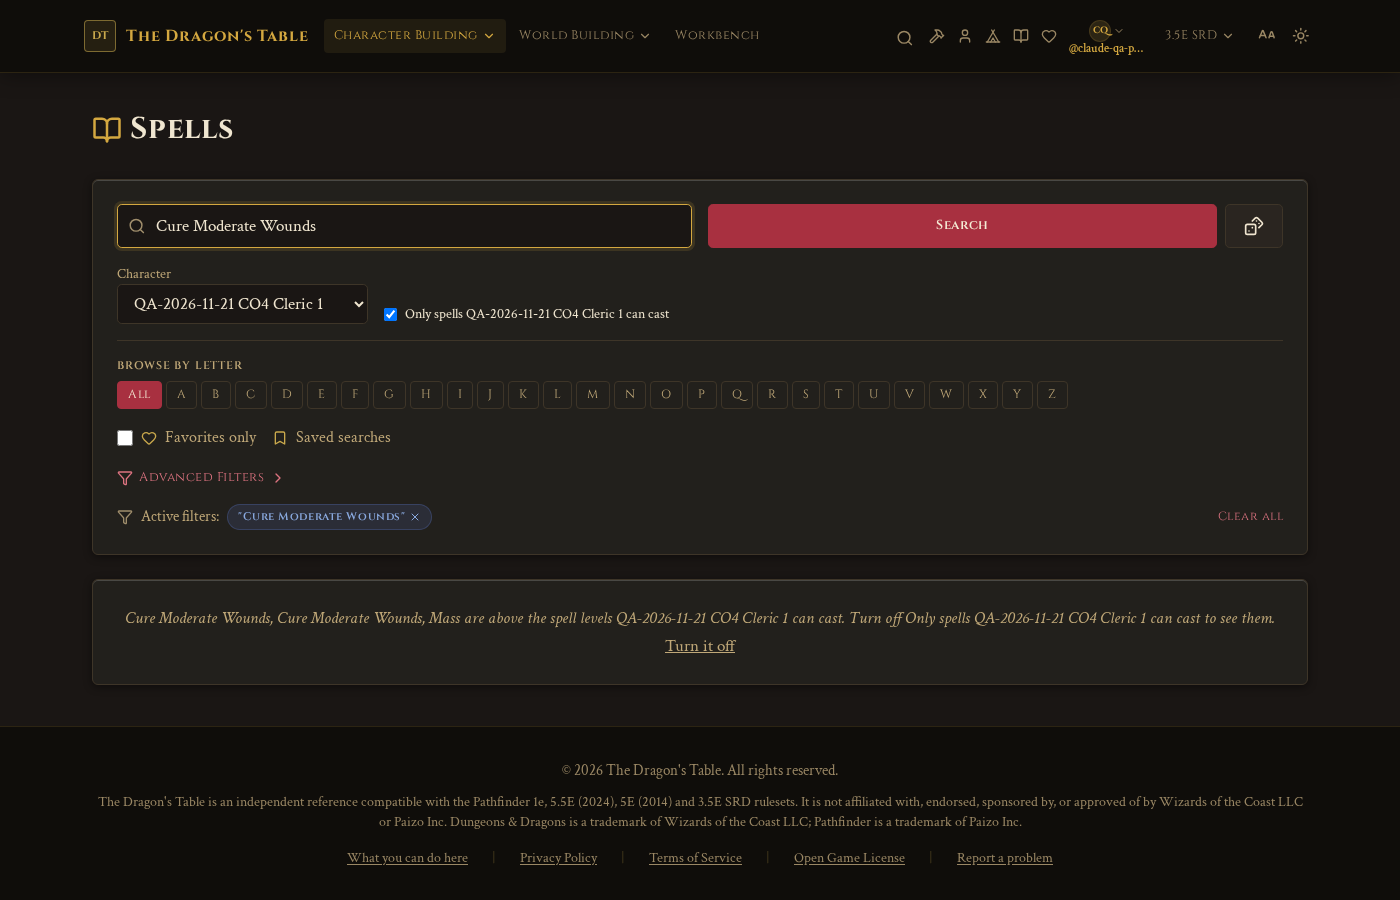 DT The Dragon's Table Character Building World Building Workbench CQ @claude-qa-p... 3.5E SRD AA
Spells
Cure Moderate Wounds Search
Character
QA-2026-11-21 CO4 Cleric 1 Only spells QA-2026-11-21 CO4 Cleric 1 can cast
Browse by letter
All A B C D E F G H I J K L M N O P Q R S T U V W X Y Z
Favorites only Saved searches
Advanced Filters
Active filters: "Cure Moderate Wounds" × Clear all
Cure Moderate Wounds, Cure Moderate Wounds, Mass are above the spell levels QA-2026-11-21 CO4 Cleric 1 can cast. Turn off Only spells QA-2026-11-21 CO4 Cleric 1 can cast to see them.
Turn it off
© 2026 The Dragon's Table. All rights reserved.
The Dragon's Table is an independent reference compatible with the Pathfinder 1e, 5.5E (2024), 5E (2014) and 3.5E SRD rulesets. It is not affiliated with, endorsed, sponsored by, or approved of by Wizards of the Coast LLC
or Paizo Inc. Dungeons & Dragons is a trademark of Wizards of the Coast LLC; Pathfinder is a trademark of Paizo Inc.
What you can do here | Privacy Policy | Terms of Service | Open Game License | Report a problem